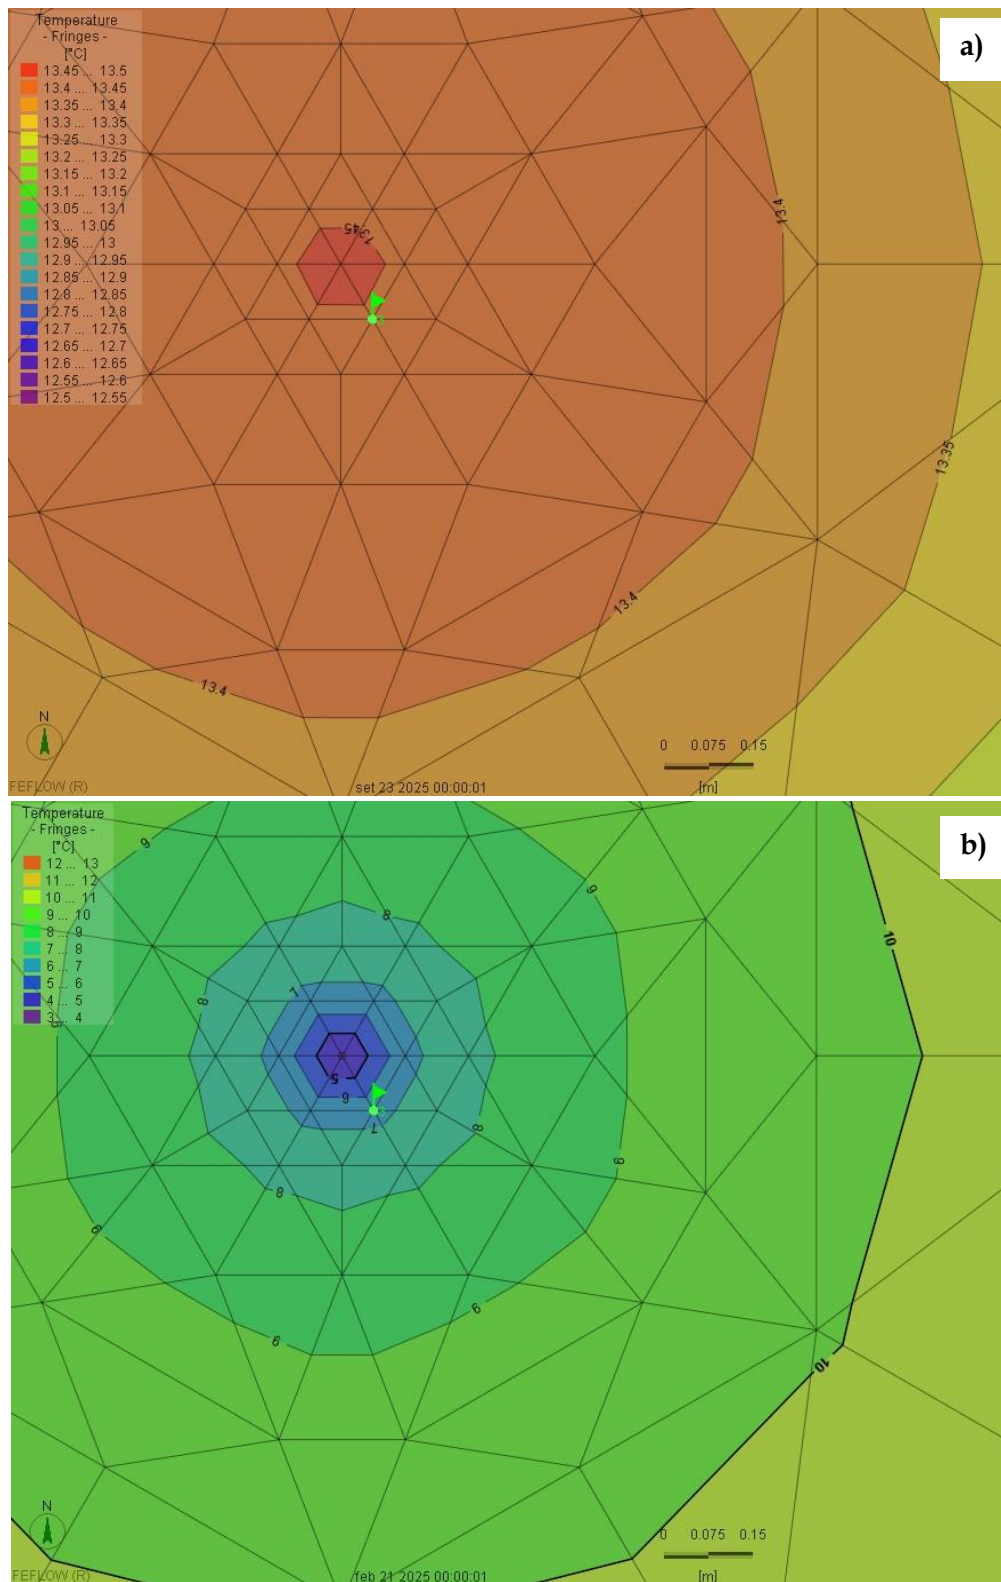 Temperature
- Fringes -
[°C]
13.45 ... 13.5
13.4 ... 13.45
13.35 ... 13.4
13.3 ... 13.35
13.25 ... 13.3
13.2 ... 13.25
13.15 ... 13.2
13.1 ... 13.15
13.05 ... 13.1
13 ... 13.05
12.95 ... 13
12.9 ... 12.95
12.85 ... 12.9
12.8 ... 12.85
12.75 ... 12.8
12.7 ... 12.75
12.65 ... 12.7
12.6 ... 12.65
12.55 ... 12.6
12.5 ... 12.55
a)
13.4
13.45
3
13.35
13.4
13.4
N
0 0.075 0.15
[m]
FEFLOW (R)
set 23 2025 00:00:01
Temperature
- Fringes -
[°C]
12 ... 13
11 ... 12
10 ... 11
9 ... 10
8 ... 9
7 ... 8
6 ... 7
5 ... 6
4 ... 5
3 ... 4
b)
9
9
8
10
7
8
9
5
6
3
7
8
9
8
9
9
9
10
N
0 0.075 0.15
[m]
FEFLOW (R)
feb 21 2025 00:00:01